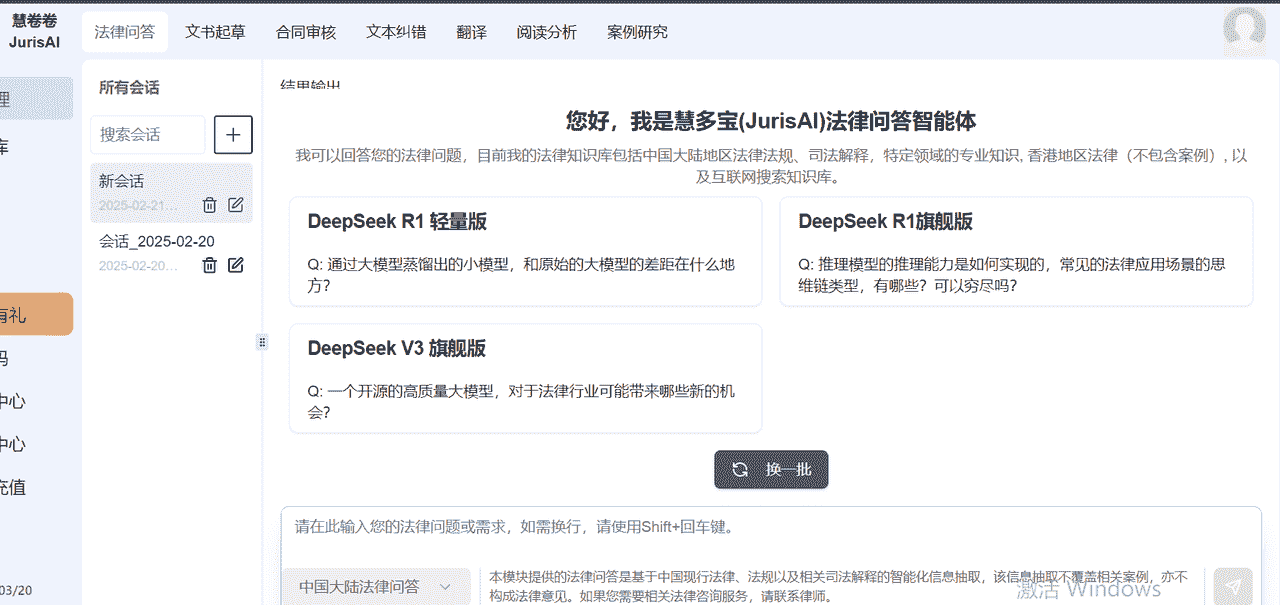 慧卷卷
JurisAI
法律问答
文书起草
合同审核
文本纠错
翻译
阅读分析
案例研究
理
库
有礼
码
中心
中心
充值
03/20
所有会话
搜索会话
新会话
2025-02-21...
会话_2025-02-20
2025-02-20...
结果输出
您好，我是慧多宝(JurisAI)法律问答智能体
我可以回答您的法律问题，目前我的法律知识库包括中国大陆地区法律法规、司法解释，特定领域的专业知识, 香港地区法律（不包含案例）, 以
及互联网搜索知识库。
DeepSeek R1 轻量版
Q: 通过大模型蒸馏出的小模型，和原始的大模型的差距在什么地
方？
DeepSeek R1旗舰版
Q: 推理模型的推理能力是如何实现的，常见的法律应用场景的思
维链类型，有哪些？可以穷尽吗？
DeepSeek V3 旗舰版
Q: 一个开源的高质量大模型，对于法律行业可能带来哪些新的机
会？
换一批
请在此输入您的法律问题或需求，如需换行，请使用Shift+回车键。
中国大陆法律问答
本模块提供的法律问答是基于中国现行法律、法规以及相关司法解释的智能化信息抽取，该信息抽取不覆盖相关案例，亦不
构成法律意见。如果您需要相关法律咨询服务，请联系律师。
激活 Windows